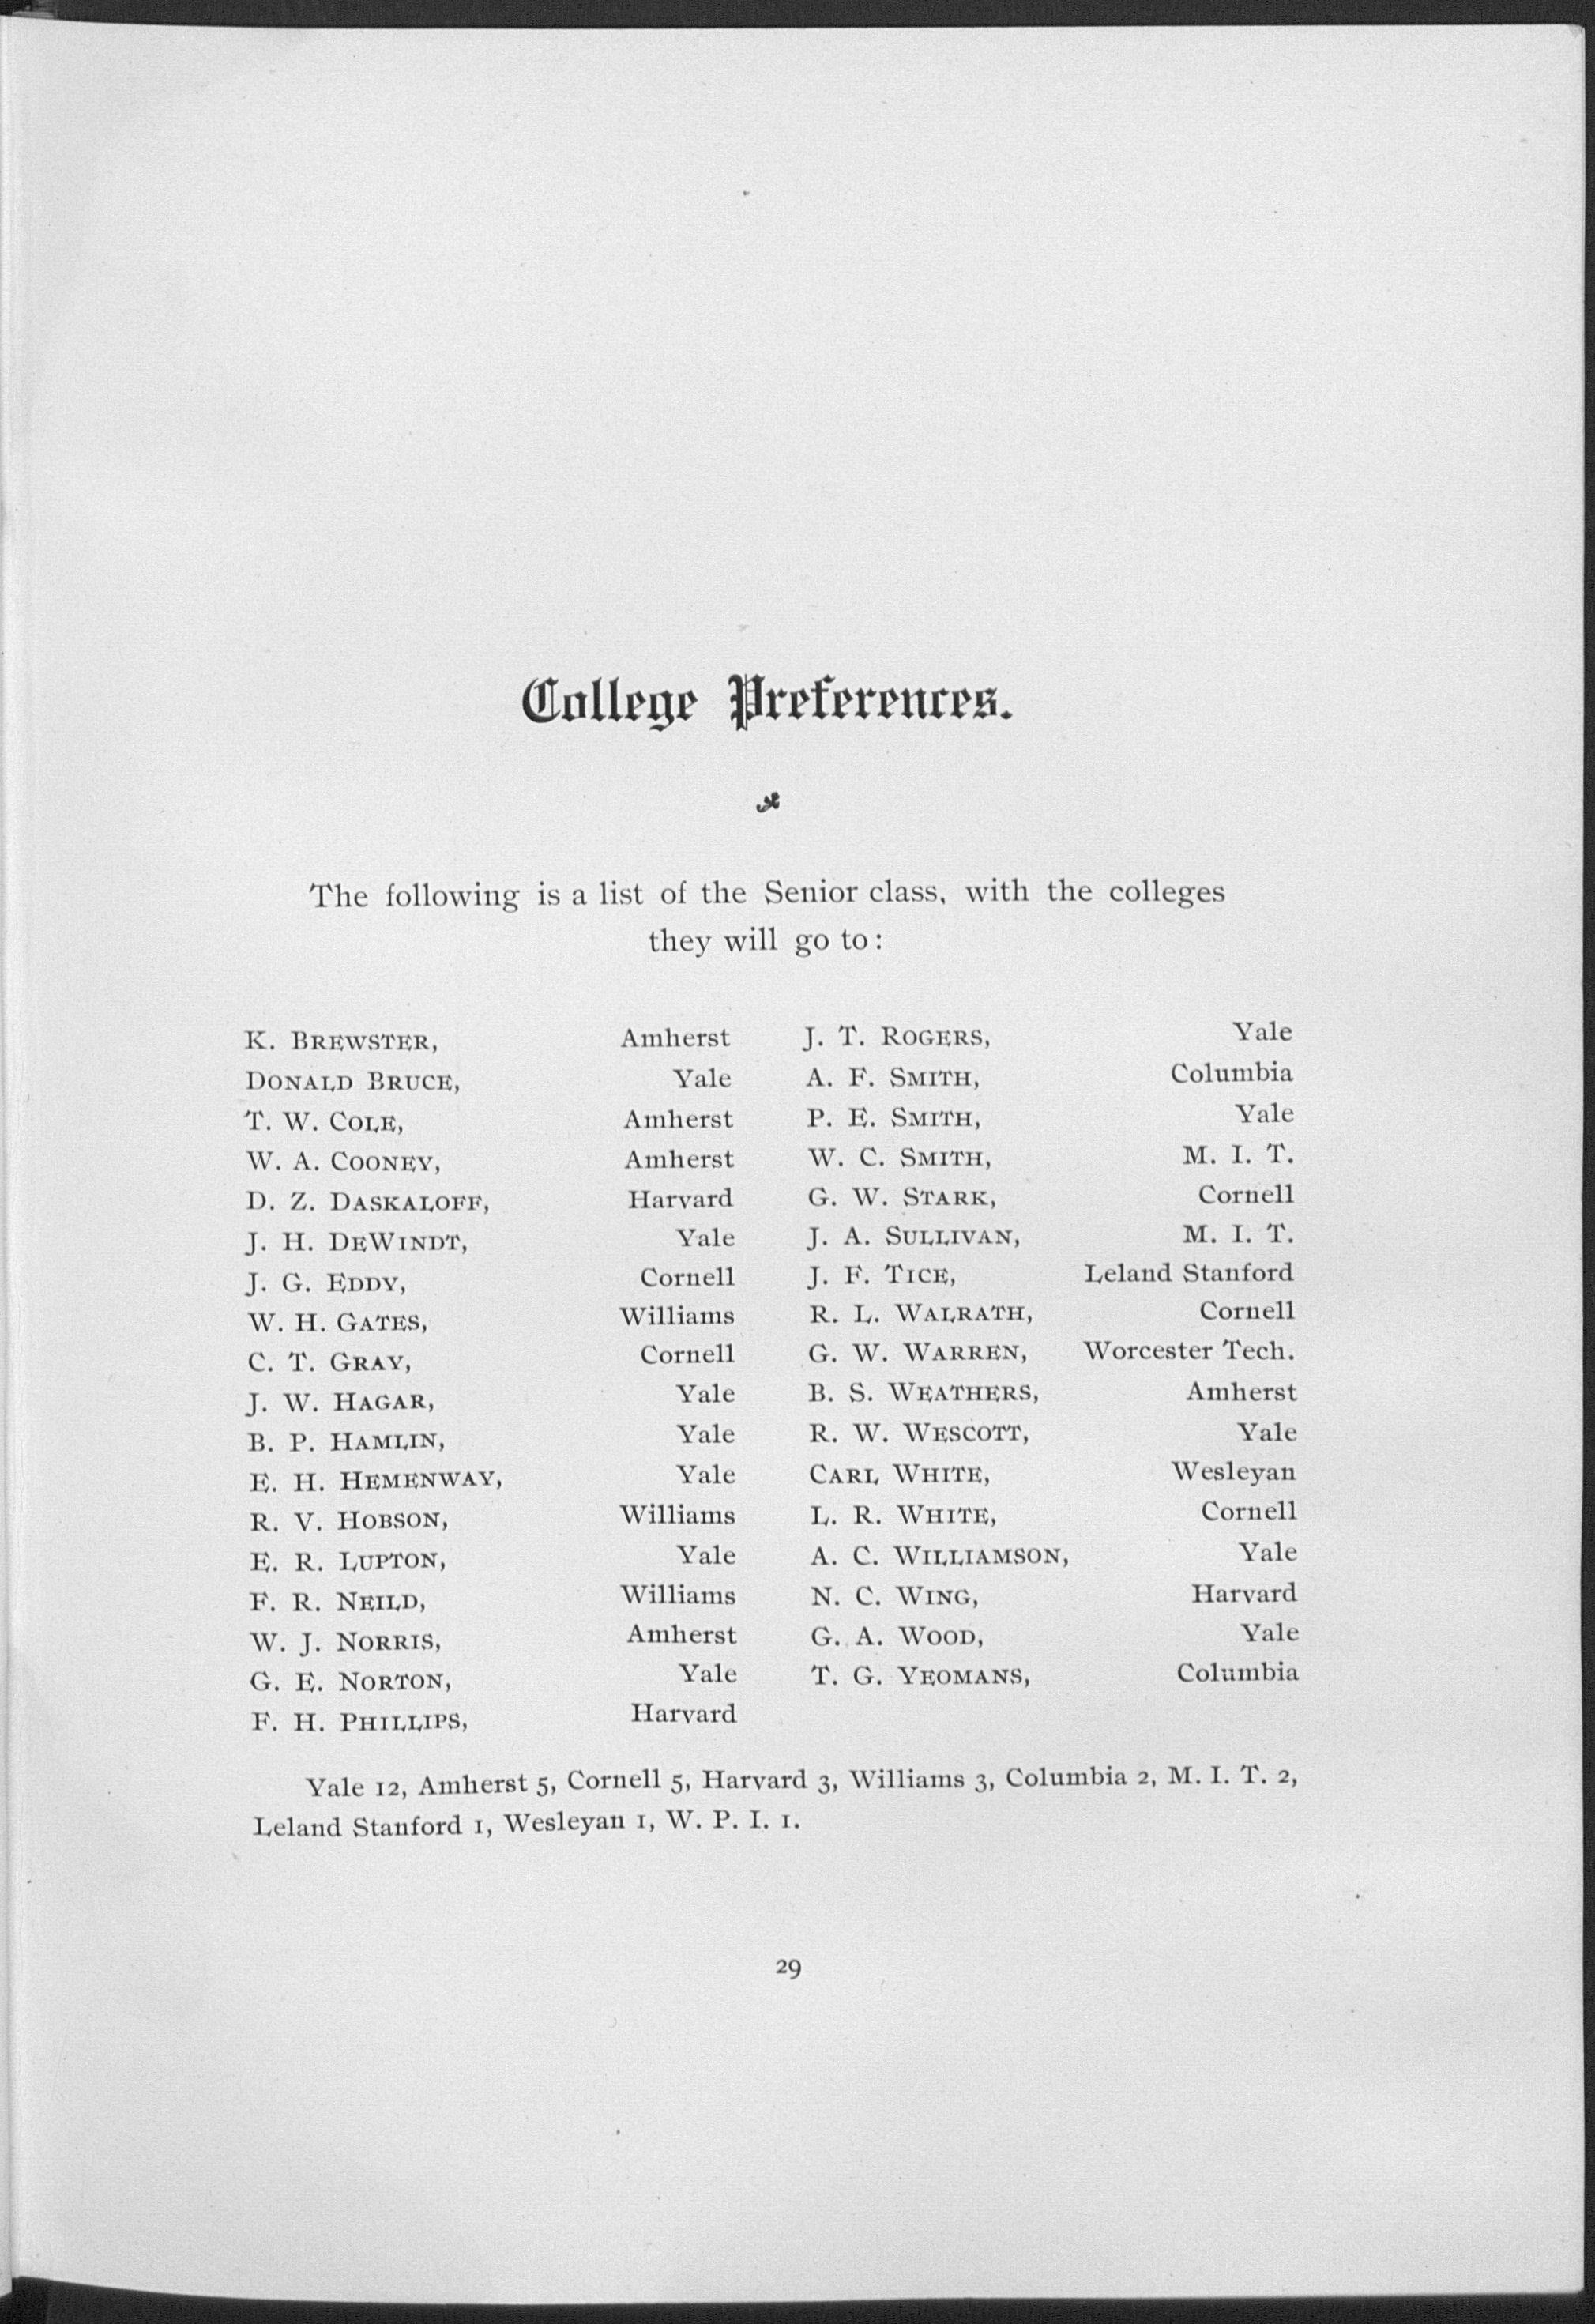 College Preferences.
The following is a list of the Senior class, with the colleges
they will go to:
K. BREWSTER, Amherst
DONALD BRUCE, Yale
T. W. COLE, Amherst
W. A. COONEY, Amherst
D. Z. DASKALOFF, Harvard
J. H. DEWINDT, Yale
J. G. EDDY, Cornell
W. H. GATES, Williams
C. T. GRAY, Cornell
J. W. HAGAR, Yale
B. P. HAMLIN, Yale
E. H. HEMENWAY, Yale
R. V. HOBSON, Williams
E. R. LUPTON, Yale
F. R. NEILD, Williams
W. J. NORRIS, Amherst
G. E. NORTON, Yale
F. H. PHILLIPS, Harvard
J. T. ROGERS, Yale
A. F. SMITH, Columbia
P. E. SMITH, Yale
W. C. SMITH, M. I. T.
G. W. STARK, Cornell
J. A. SULLIVAN, M. I. T.
J. F. TICE, Leland Stanford
R. L. WALRATH, Cornell
G. W. WARREN, Worcester Tech.
B. S. WEATHERS, Amherst
R. W. WESCOTT, Yale
CARL WHITE, Wesleyan
L. R. WHITE, Cornell
A. C. WILLIAMSON, Yale
N. C. WING, Harvard
G. A. WOOD, Yale
T. G. YEOMANS, Columbia
Yale 12, Amherst 5, Cornell 5, Harvard 3, Williams 3, Columbia 2, M. I. T. 2,
Leland Stanford 1, Wesleyan 1, W. P. I. 1.
29